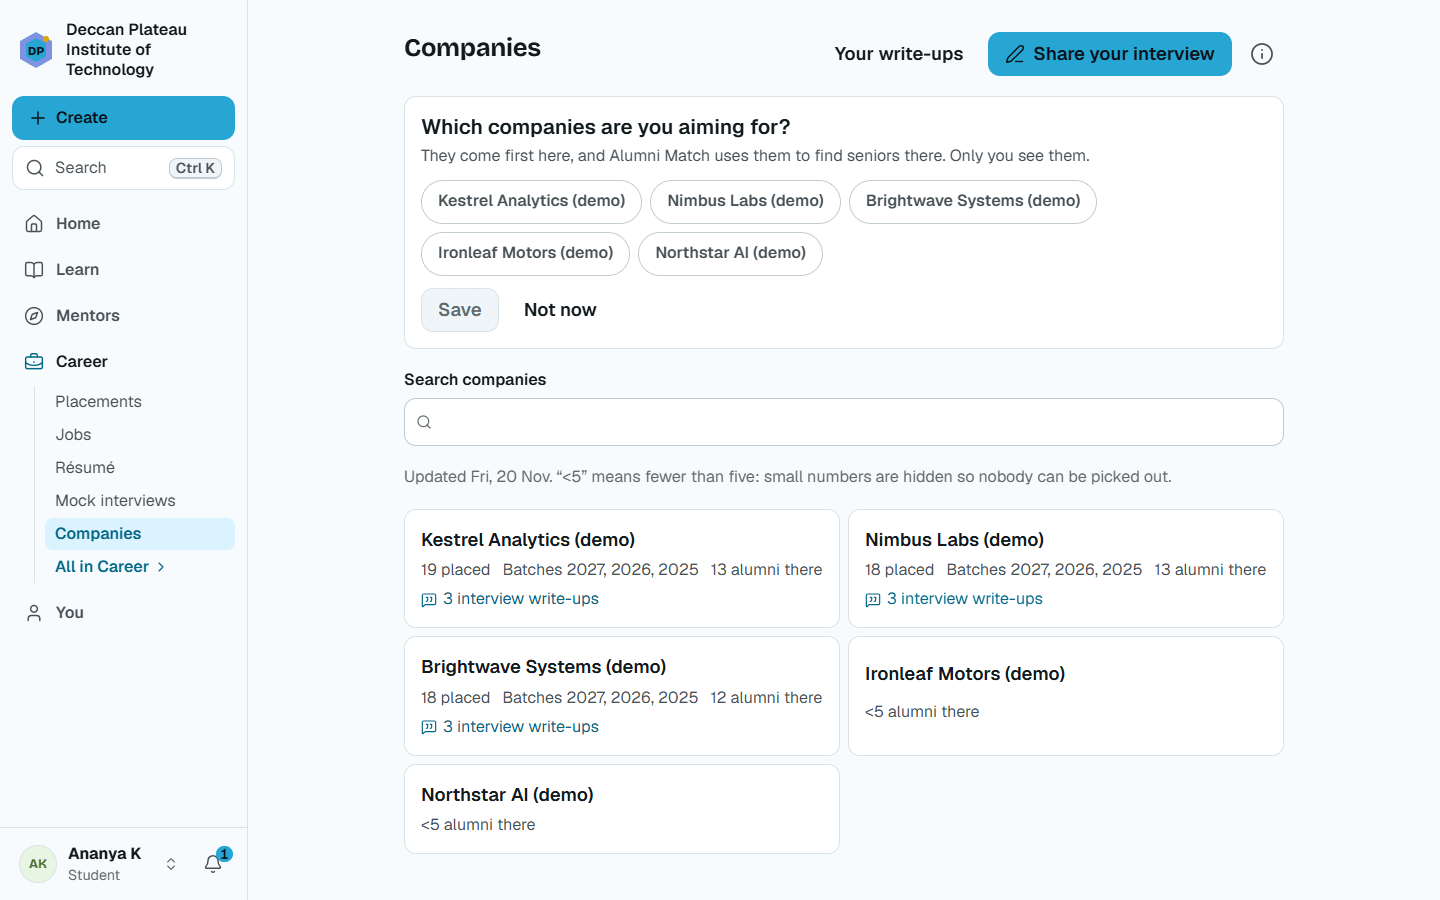 DP
Deccan Plateau
Institute of
Technology
Create
Search Ctrl K
Home
Learn
Mentors
Career
Placements
Jobs
Résumé
Mock interviews
Companies
All in Career
You
AK
Ananya K
Student
1
Companies
Your write-ups
Share your interview
Which companies are you aiming for?
They come first here, and Alumni Match uses them to find seniors there. Only you see them.
Kestrel Analytics (demo) Nimbus Labs (demo) Brightwave Systems (demo)
Ironleaf Motors (demo) Northstar AI (demo)
Save Not now
Search companies
Updated Fri, 20 Nov. “<5” means fewer than five: small numbers are hidden so nobody can be picked out.
Kestrel Analytics (demo)
19 placed Batches 2027, 2026, 2025 13 alumni there
3 interview write-ups
Nimbus Labs (demo)
18 placed Batches 2027, 2026, 2025 13 alumni there
3 interview write-ups
Brightwave Systems (demo)
18 placed Batches 2027, 2026, 2025 12 alumni there
3 interview write-ups
Ironleaf Motors (demo)
<5 alumni there
Northstar AI (demo)
<5 alumni there